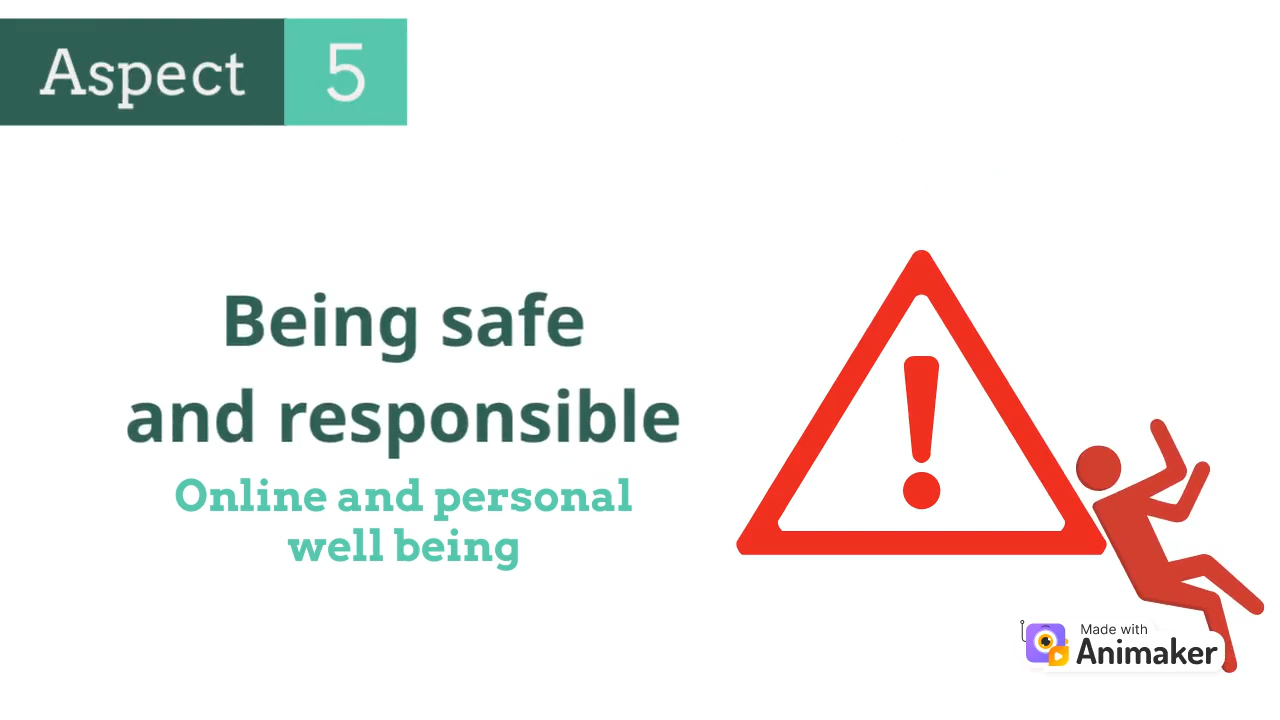 Aspect 5
Being safe
and responsible
Online and personal
well being
!
Made with
Animaker